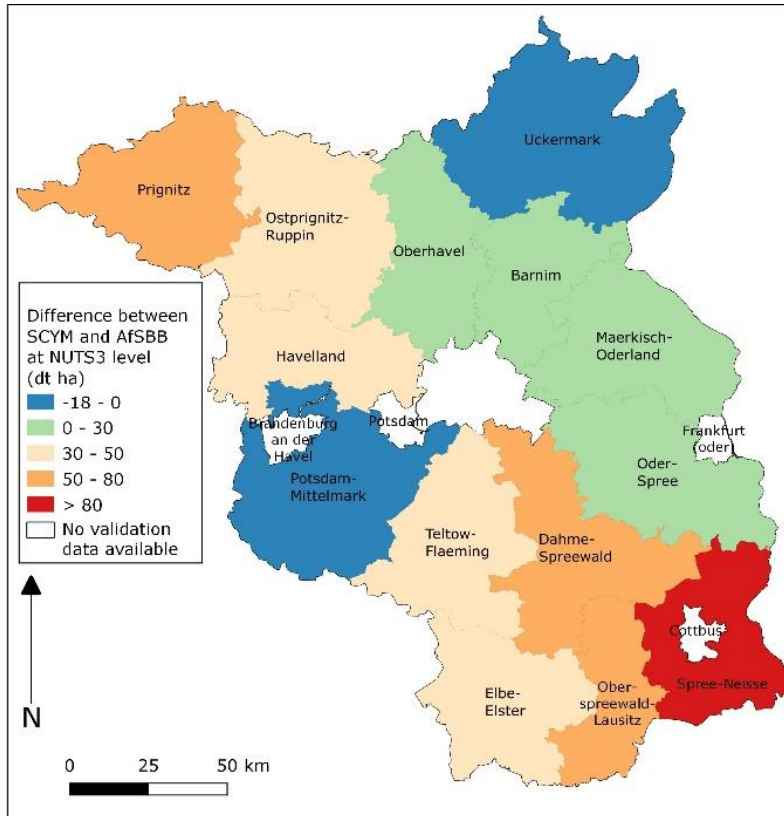 Uckermark
Prignitz
Ostprignitz-
Ruppin
Oberhavel
Barnim
Difference between
SCYM and AfSBB
at NUTS3 level
(dt ha)
-18 - 0
0 - 30
30 - 50
50 - 80
> 80
No validation
data available
Maerkisch-
Oderland
Havelland
Brandenburg
an der
Havel
Potsdam
Frankfurt
(oder)
Potsdam-
Mittelmark
Oder-
Spree
Teltow-
Flaeming
Dahme-
Spreewald
Cottbus
Spree-Neisse
Elbe-
Elster
Ober-
spreewald-
Lausitz
N
0 25 50 km